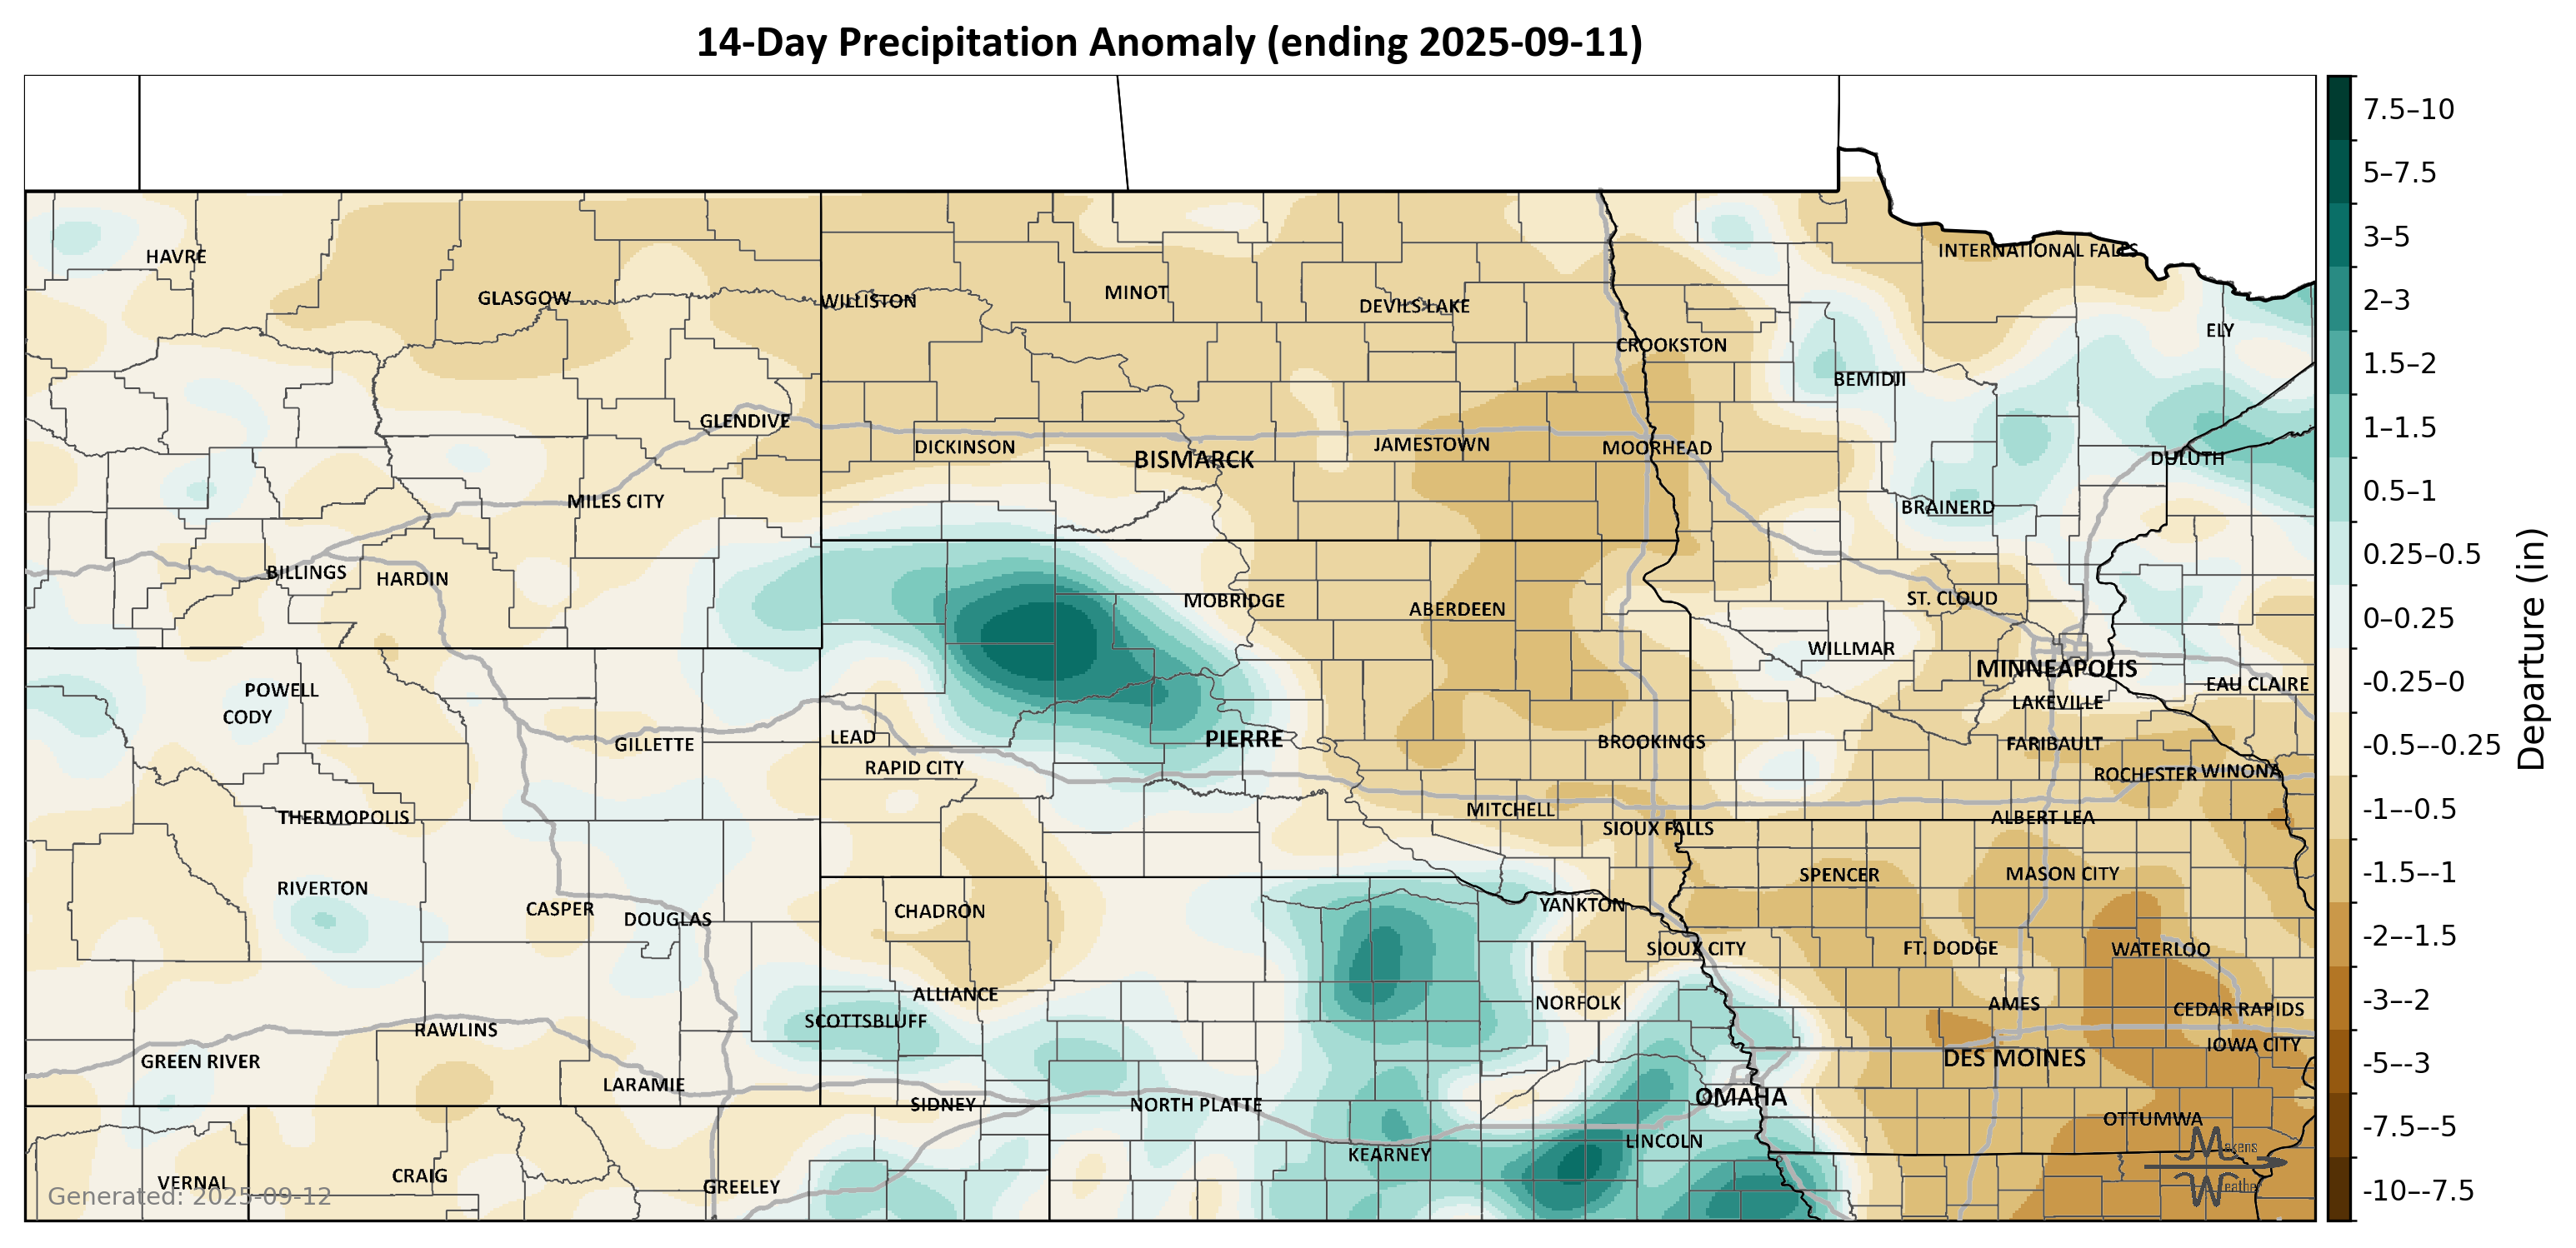 14-Day Precipitation Anomaly (ending 2025-09-11)
HAVRE
INTERNATIONAL FALLS
GLASGOW
WILLISTON
MINOT
DEVILS LAKE
ELY
CROOKSTON
BEMIDJI
GLENDIVE
DICKINSON
BISMARCK
JAMESTOWN
MOORHEAD
DULUTH
MILES CITY
BRAINERD
BILLINGS
HARDIN
MOBRIDGE
ABERDEEN
ST. CLOUD
WILLMAR
MINNEAPOLIS
POWELL
EAU CLAIRE
CODY
LAKEVILLE
GILLETTE
LEAD
PIERRE
BROOKINGS
FARIBAULT
RAPID CITY
ROCHESTER
WINONA
THERMOPOLIS
MITCHELL
ALBERT LEA
SIOUX FALLS
RIVERTON
SPENCER
MASON CITY
CASPER
DOUGLAS
CHADRON
YANKTON
SIOUX CITY
FT. DODGE
WATERLOO
ALLIANCE
NORFOLK
AMES
CEDAR RAPIDS
SCOTTSBLUFF
RAWLINS
IOWA CITY
GREEN RIVER
DES MOINES
LARAMIE
SIDNEY
NORTH PLATTE
OMAHA
OTTUMWA
LINCOLN
KEARNEY
VERNAL
CRAIG
GREELEY
Generated: 2025-09-12
Makens
Weather
7.5–10
5–7.5
3–5
2–3
1.5–2
1–1.5
0.5–1
0.25–0.5
0–0.25
-0.25–0
-0.5–-0.25
-1–-0.5
-1.5–-1
-2–-1.5
-3–-2
-5–-3
-7.5–-5
-10–-7.5
Departure (in)